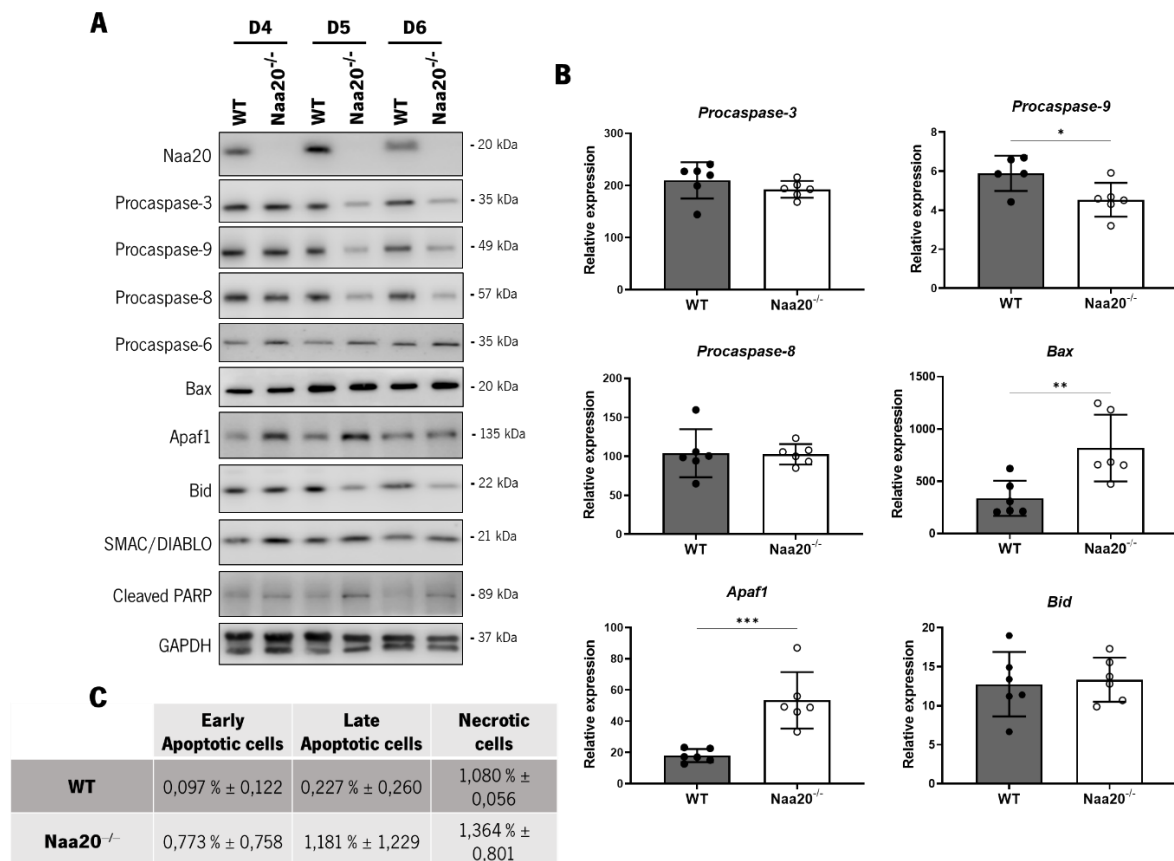 A
D4 D5 D6
WT Naa20-/- WT Naa20-/- WT Naa20-/-
Naa20 - 20 kDa
Procaspase-3 - 35 kDa
Procaspase-9 - 49 kDa
Procaspase-8 - 57 kDa
Procaspase-6 - 35 kDa
Bax - 20 kDa
Apaf1 - 135 kDa
Bid - 22 kDa
SMAC/DIABLO - 21 kDa
Cleaved PARP - 89 kDa
GAPDH - 37 kDa
B
Procaspase-3
Relative expression
300
200
100
0
WT Naa20-/-
Procaspase-9
Relative expression
8
6
4
2
0
*
WT Naa20-/-
Procaspase-8
Relative expression
200
150
100
50
0
WT Naa20-/-
Bax
Relative expression
1500
1000
500
0
**
WT Naa20-/-
Apaf1
Relative expression
100
80
60
40
20
0
***
WT Naa20-/-
Bid
Relative expression
20
15
10
5
0
WT Naa20-/-
C
Early Apoptotic cells Late Apoptotic cells Necrotic cells
WT 0,097 % ± 0,122 0,227 % ± 0,260 1,080 % ± 0,056
Naa20-/- 0,773 % ± 0,758 1,181 % ± 1,229 1,364 % ± 0,801